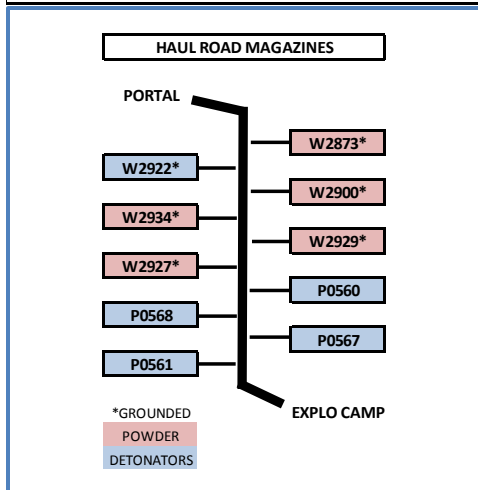 HAUL ROAD MAGAZINES
PORTAL
W2873*
W2922*
W2900*
W2934*
W2929*
W2927*
P0560
P0568
P0567
P0561
*GROUNDED
EXPLO CAMP
POWDER
DETONATORS